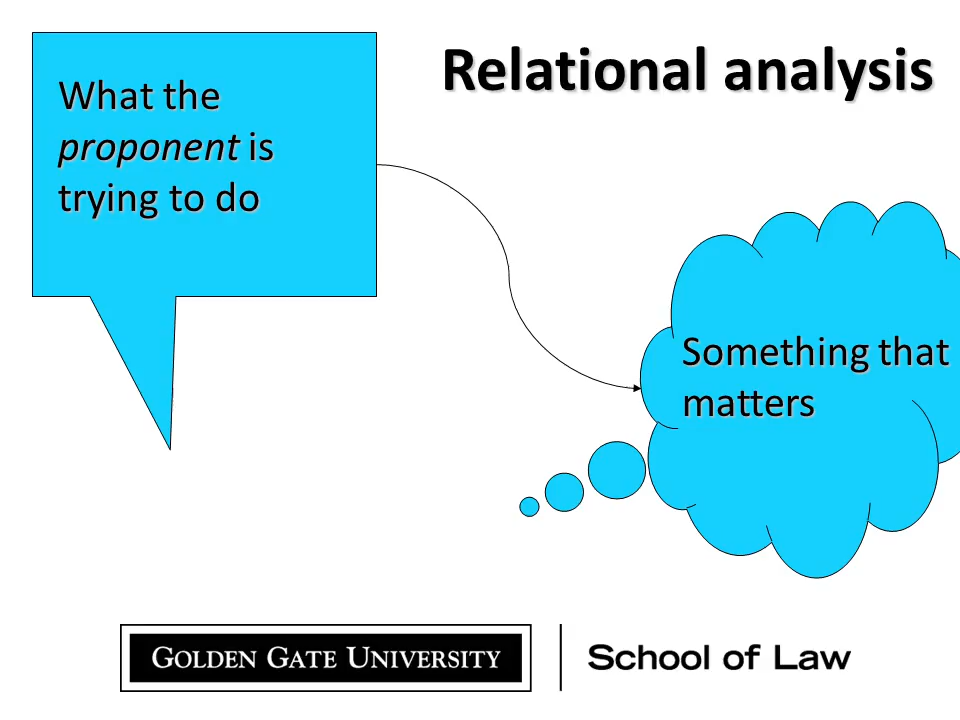 Relational analysis
What the
proponent is
trying to do
Something that
matters
GOLDEN GATE UNIVERSITY
School of Law